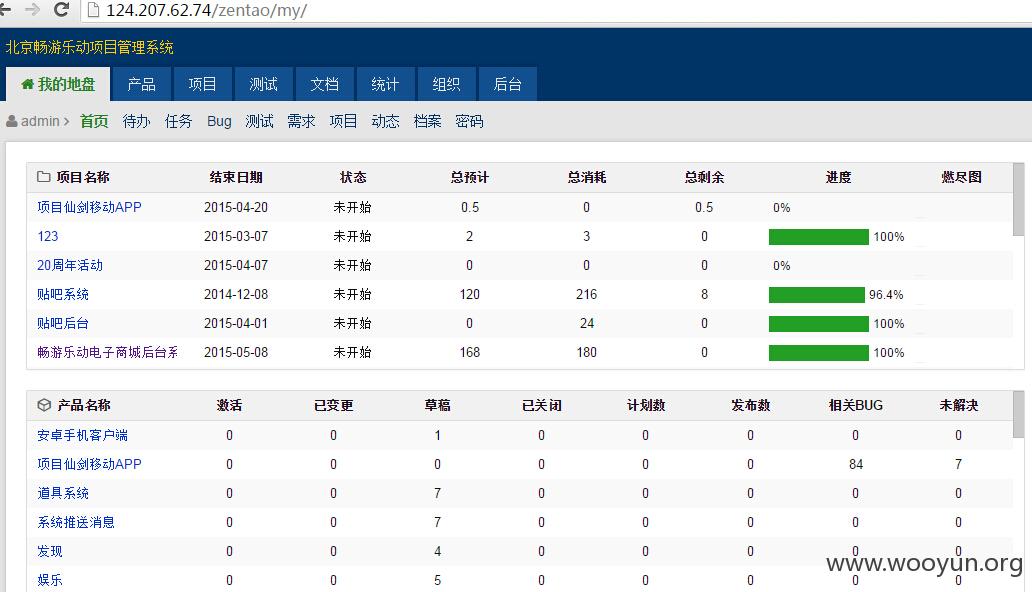 124.207.62.74/zentao/my/
北京畅游乐动项目管理系统
我的地盘 产品 项目 测试 文档 统计 组织 后台
admin > 首页 待办 任务 Bug 测试 需求 项目 动态 档案 密码
项目名称 结束日期 状态 总预计 总消耗 总剩余 进度 燃尽图
项目仙剑移动APP 2015-04-20 未开始 0.5 0 0.5 0%
123 2015-03-07 未开始 2 3 0 100%
20周年活动 2015-04-07 未开始 0 0 0 0%
贴吧系统 2014-12-08 未开始 120 216 8 96.4%
贴吧后台 2015-04-01 未开始 0 24 0 100%
畅游乐动电子商城后台系 2015-05-08 未开始 168 180 0 100%
产品名称 激活 已变更 草稿 已关闭 计划数 发布数 相关BUG 未解决
安卓手机客户端 0 0 1 0 0 0 0 0
项目仙剑移动APP 0 0 0 0 0 0 84 7
道具系统 0 0 7 0 0 0 0 0
系统推送消息 0 0 7 0 0 0 0 0
发现 0 0 4 0 0 0 0 0
娱乐 0 0 5 0 0 0 0 0
www.wooyun.org